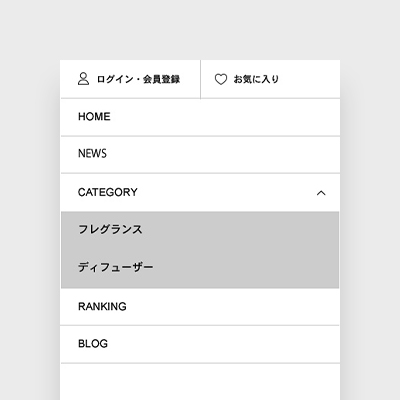 ログイン・会員登録
お気に入り
HOME
NEWS
CATEGORY
フレグランス
ディフューザー
RANKING
BLOG